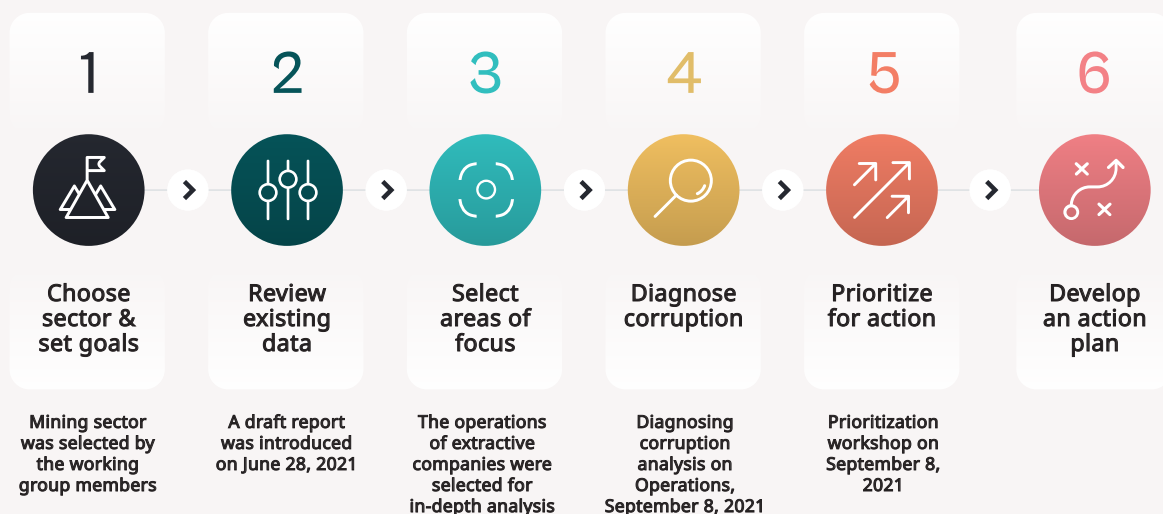 1
2
3
4
5
6
Choose
sector &
set goals
Review
existing
data
Select
areas of
focus
Diagnose
corruption
Prioritize
for action
Develop
an action
plan
Mining sector
was selected by
the working
group members
A draft report
was introduced
on June 28, 2021
The operations
of extractive
companies were
selected for
in-depth analysis
Diagnosing
corruption
analysis on
Operations,
September 8, 2021
Prioritization
workshop on
September 8,
2021